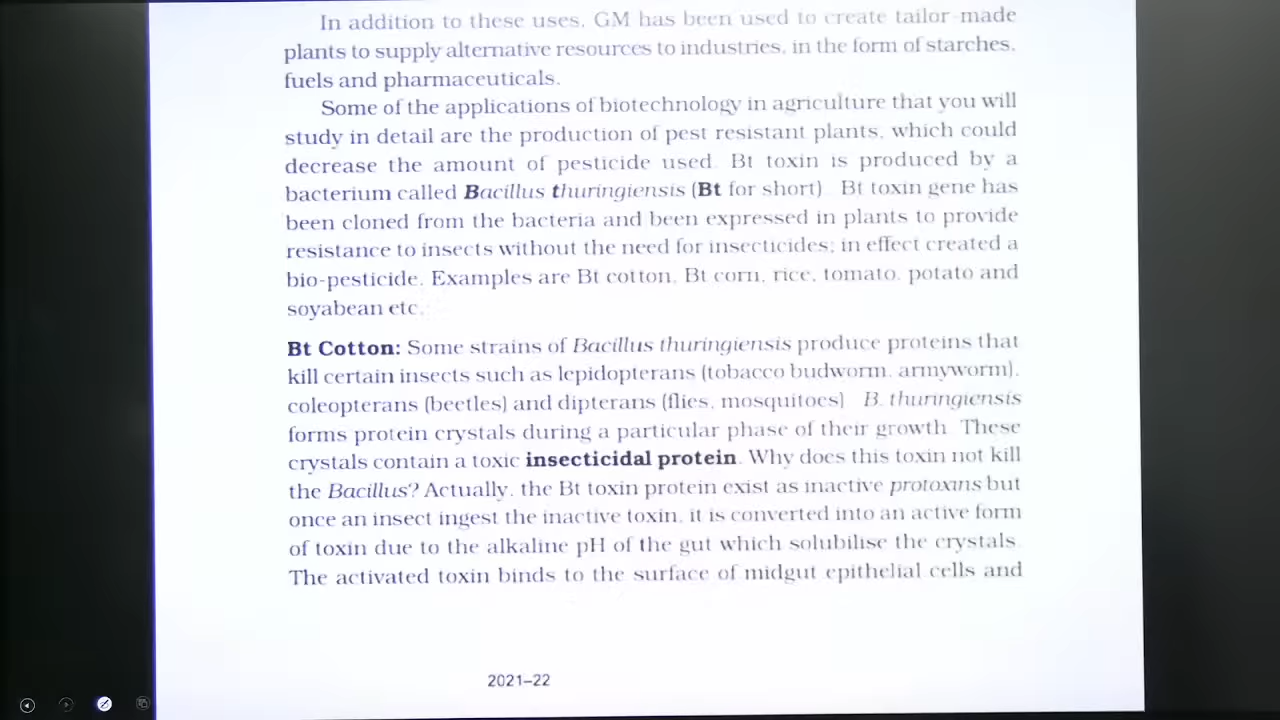 In addition to these uses, GM has been used to create tailor-made
plants to supply alternative resources to industries, in the form of starches,
fuels and pharmaceuticals.
Some of the applications of biotechnology in agriculture that you will
study in detail are the production of pest resistant plants, which could
decrease the amount of pesticide used. Bt toxin is produced by a
bacterium called Bacillus thuringiensis (Bt for short). Bt toxin gene has
been cloned from the bacteria and been expressed in plants to provide
resistance to insects without the need for insecticides; in effect created a
bio-pesticide. Examples are Bt cotton, Bt corn, rice, tomato, potato and
soyabean etc.
Bt Cotton: Some strains of Bacillus thuringiensis produce proteins that
kill certain insects such as lepidopterans (tobacco budworm, armyworm),
coleopterans (beetles) and dipterans (flies, mosquitoes). B. thuringiensis
forms protein crystals during a particular phase of their growth. These
crystals contain a toxic insecticidal protein. Why does this toxin not kill
the Bacillus? Actually, the Bt toxin protein exist as inactive protoxins but
once an insect ingest the inactive toxin, it is converted into an active form
of toxin due to the alkaline pH of the gut which solubilise the crystals.
The activated toxin binds to the surface of midgut epithelial cells and
2021–22